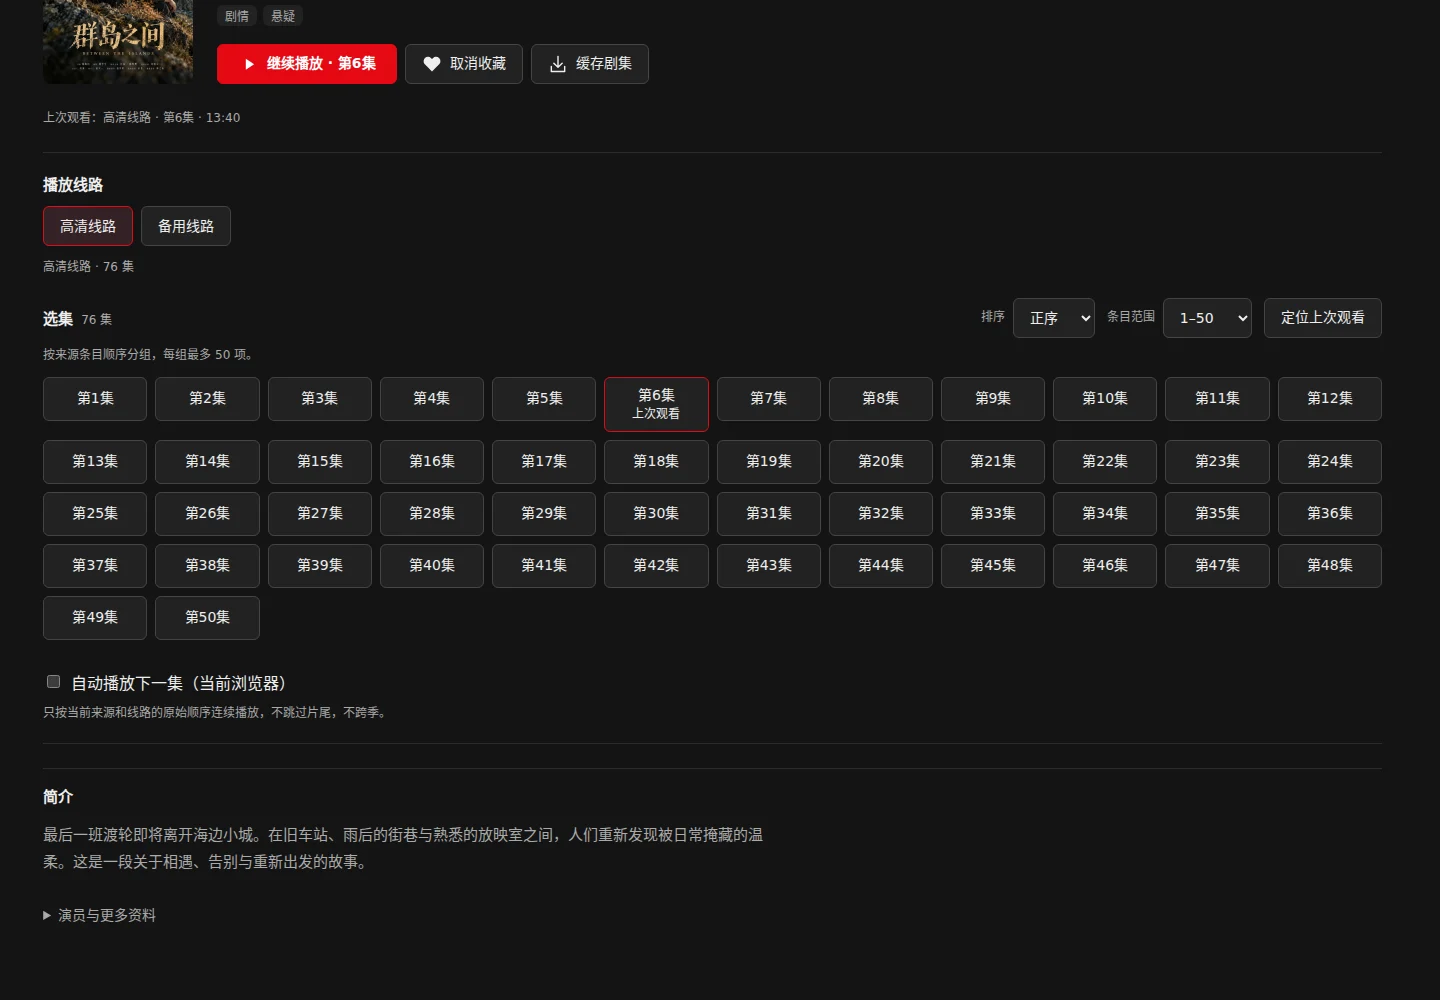 群岛之间
BETWEEN THE ISLANDS
剧情 悬疑
继续播放 · 第6集 取消收藏 缓存剧集
上次观看：高清线路 · 第6集 · 13:40
播放线路
高清线路 备用线路
高清线路 · 76 集
选集 76 集 排序 正序 条目范围 1–50 定位上次观看
按来源条目顺序分组，每组最多 50 项。
第1集 第2集 第3集 第4集 第5集 第6集 第7集 第8集 第9集 第10集 第11集 第12集
上次观看
第13集 第14集 第15集 第16集 第17集 第18集 第19集 第20集 第21集 第22集 第23集 第24集
第25集 第26集 第27集 第28集 第29集 第30集 第31集 第32集 第33集 第34集 第35集 第36集
第37集 第38集 第39集 第40集 第41集 第42集 第43集 第44集 第45集 第46集 第47集 第48集
第49集 第50集
自动播放下一集（当前浏览器）
只按当前来源和线路的原始顺序连续播放，不跳过片尾，不跨季。
简介
最后一班渡轮即将离开海边小城。在旧车站、雨后的街巷与熟悉的放映室之间，人们重新发现被日常掩藏的温
柔。这是一段关于相遇、告别与重新出发的故事。
演员与更多资料